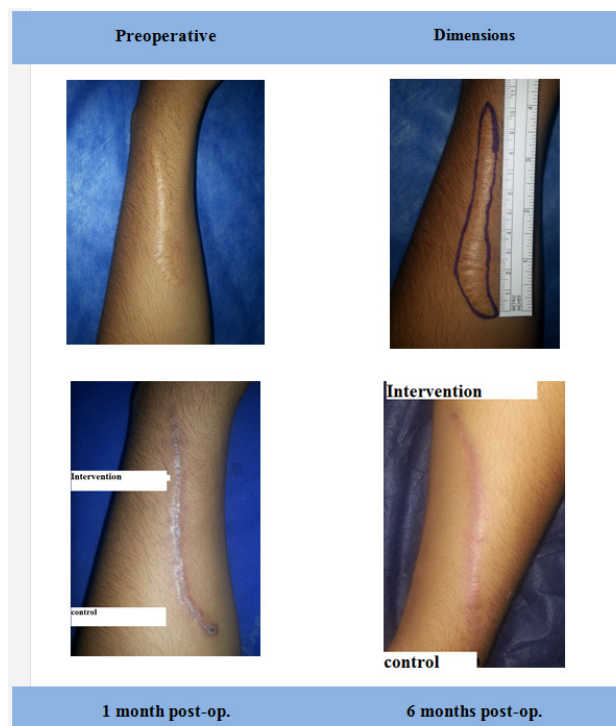 Preoperative
Dimensions
Intervention
control
Intervention
control
1 month post-op.
6 months post-op.